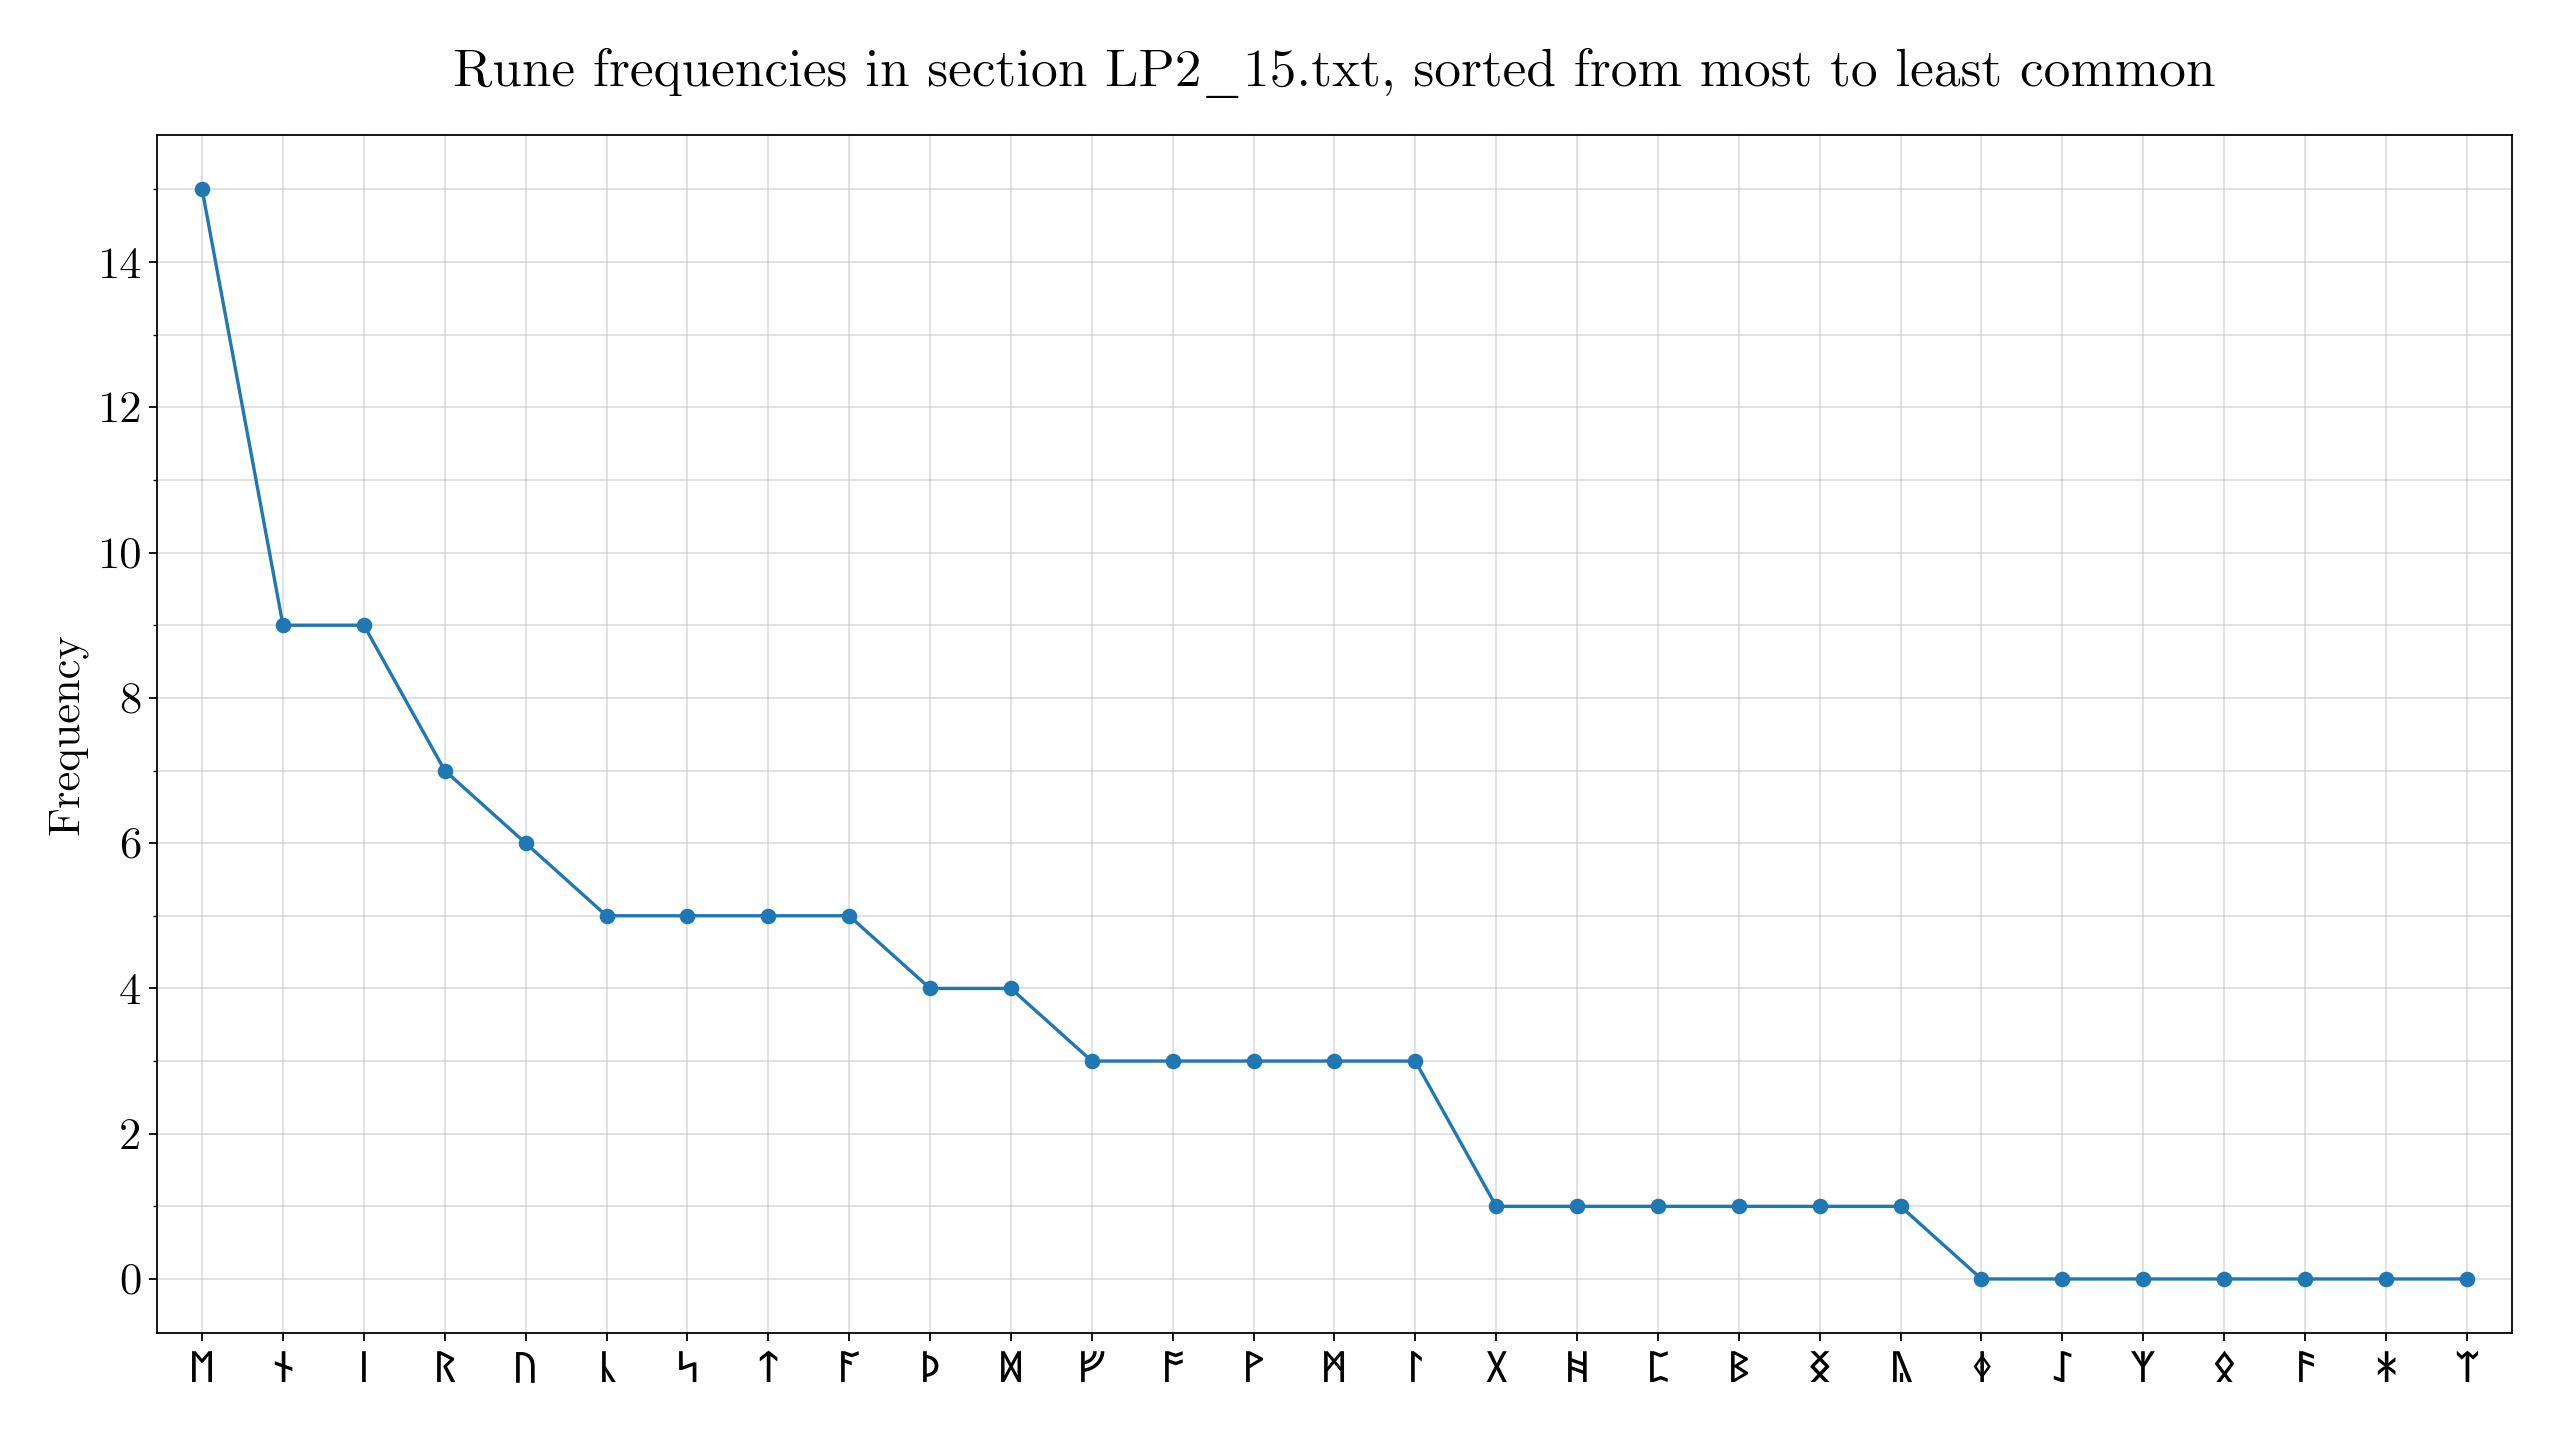 Rune frequencies in section LP2_15.txt, sorted from most to least common
Frequency
14
12
10
8
6
4
2
0
ᛖ ᚾ ᛁ ᚱ ᚢ ᚳ ᛋ ᛏ ᚪ ᚦ ᛞ ᚠ ᚩ ᚹ ᛗ ᛚ ᚷ ᚻ ᛈ ᛒ ᛝ ᚣ ᛄ ᛇ ᛉ ᛟ ᚫ ᛡ ᛠ